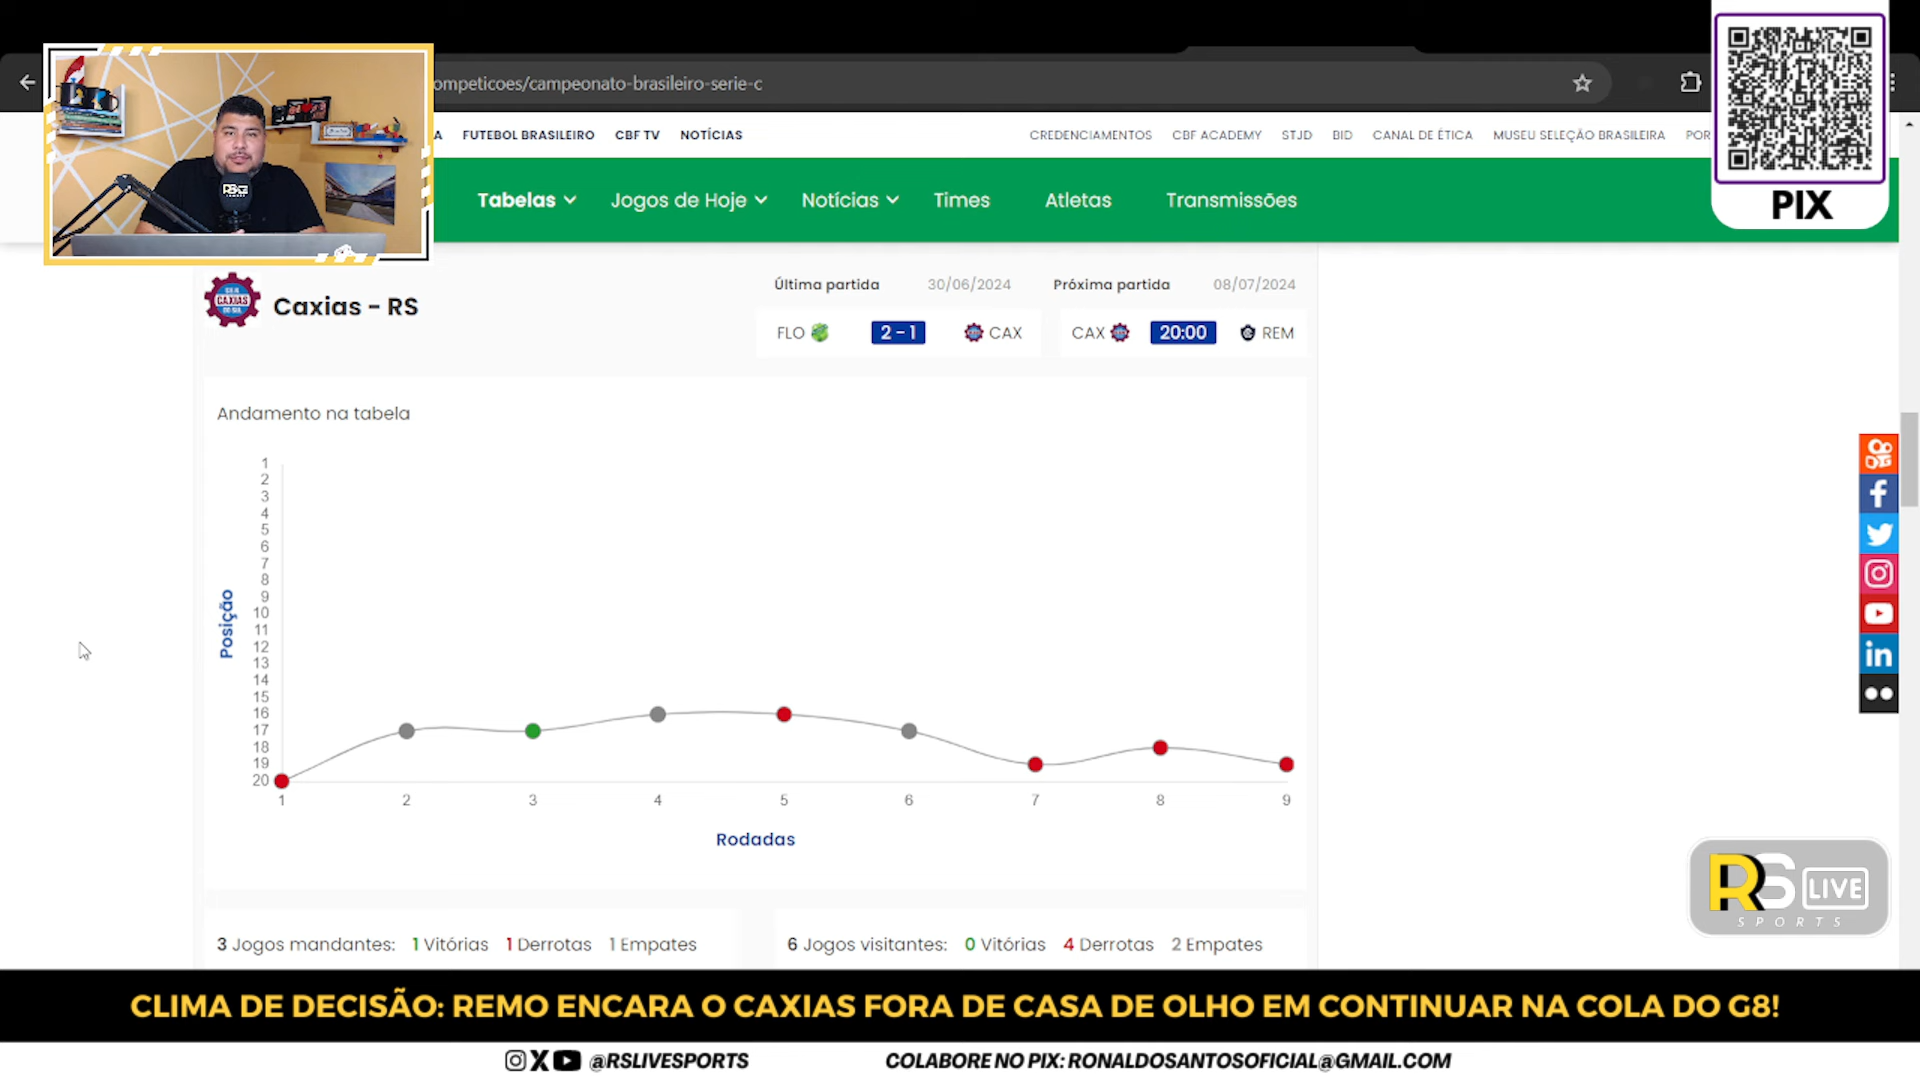 ompeticoes/campeonato-brasileiro-serie-c
A FUTEBOL BRASILEIRO CBF TV NOTÍCIAS CREDENCIAMENTOS CBF ACADEMY STJD BID CANAL DE ÉTICA MUSEU SELEÇÃO BRASILEIRA POR
Tabelas Jogos de Hoje Notícias Times Atletas Transmissões
PIX
Última partida 30/06/2024 Próxima partida 08/07/2024
CAXIAS
Caxias - RS
FLO 2 - 1 CAX CAX 20:00 REM
Andamento na tabela
1
2
3
4
5
6
7
8
9
10
11
12
13
14
15
16
17
18
19
20
Posição
1 2 3 4 5 6 7 8 9
Rodadas
in
RS LIVE
SPORTS
3 Jogos mandantes: 1 Vitórias 1 Derrotas 1 Empates
6 Jogos visitantes: 0 Vitórias 4 Derrotas 2 Empates
CLIMA DE DECISÃO: REMO ENCARA O CAXIAS FORA DE CASA DE OLHO EM CONTINUAR NA COLA DO G8!
@RSLIVESPORTS COLABORE NO PIX: RONALDOSANTOSOFICIAL@GMAIL.COM